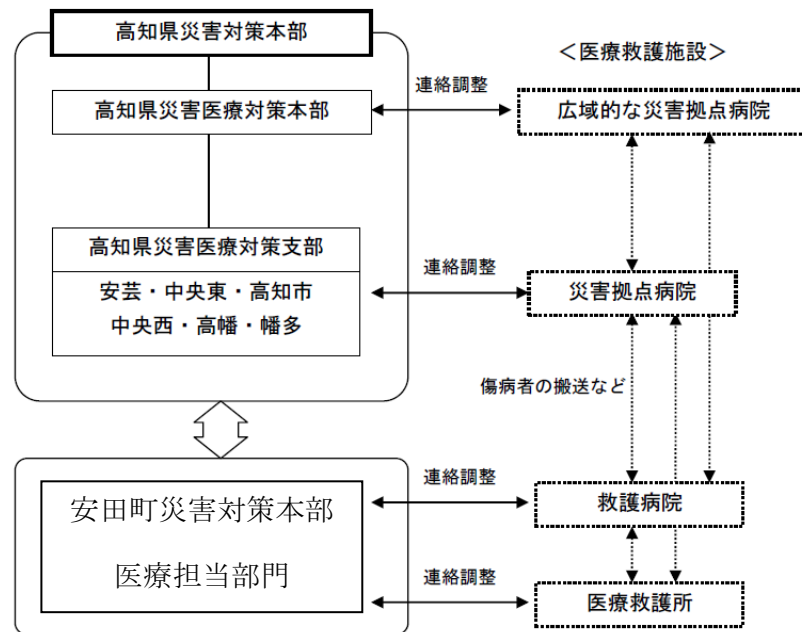 高知県災害対策本部
＜医療救護施設＞
高知県災害医療対策本部
連絡調整
広域的な災害拠点病院
高知県災害医療対策支部
安芸・中央東・高知市
中央西・高幡・幡多
連絡調整
災害拠点病院
傷病者の搬送など
安田町災害対策本部
医療担当部門
連絡調整
救護病院
連絡調整
医療救護所